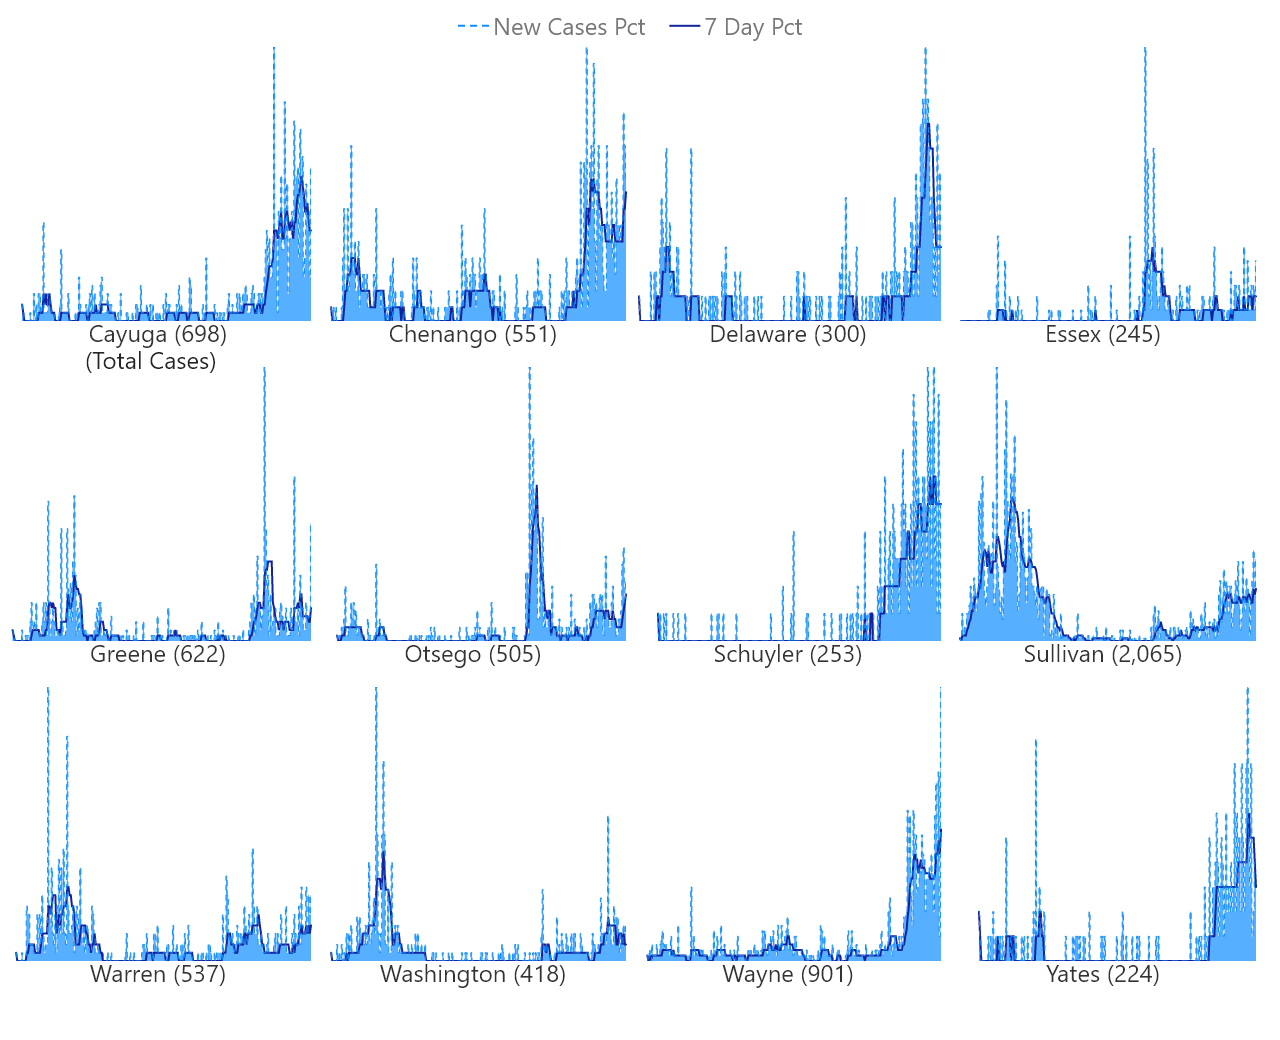 New Cases Pct 7 Day Pct
Cayuga (698) Chenango (551) Delaware (300) Essex (245)
(Total Cases)
Greene (622) Otsego (505) Schuyler (253) Sullivan (2,065)
Warren (537) Washington (418) Wayne (901) Yates (224)